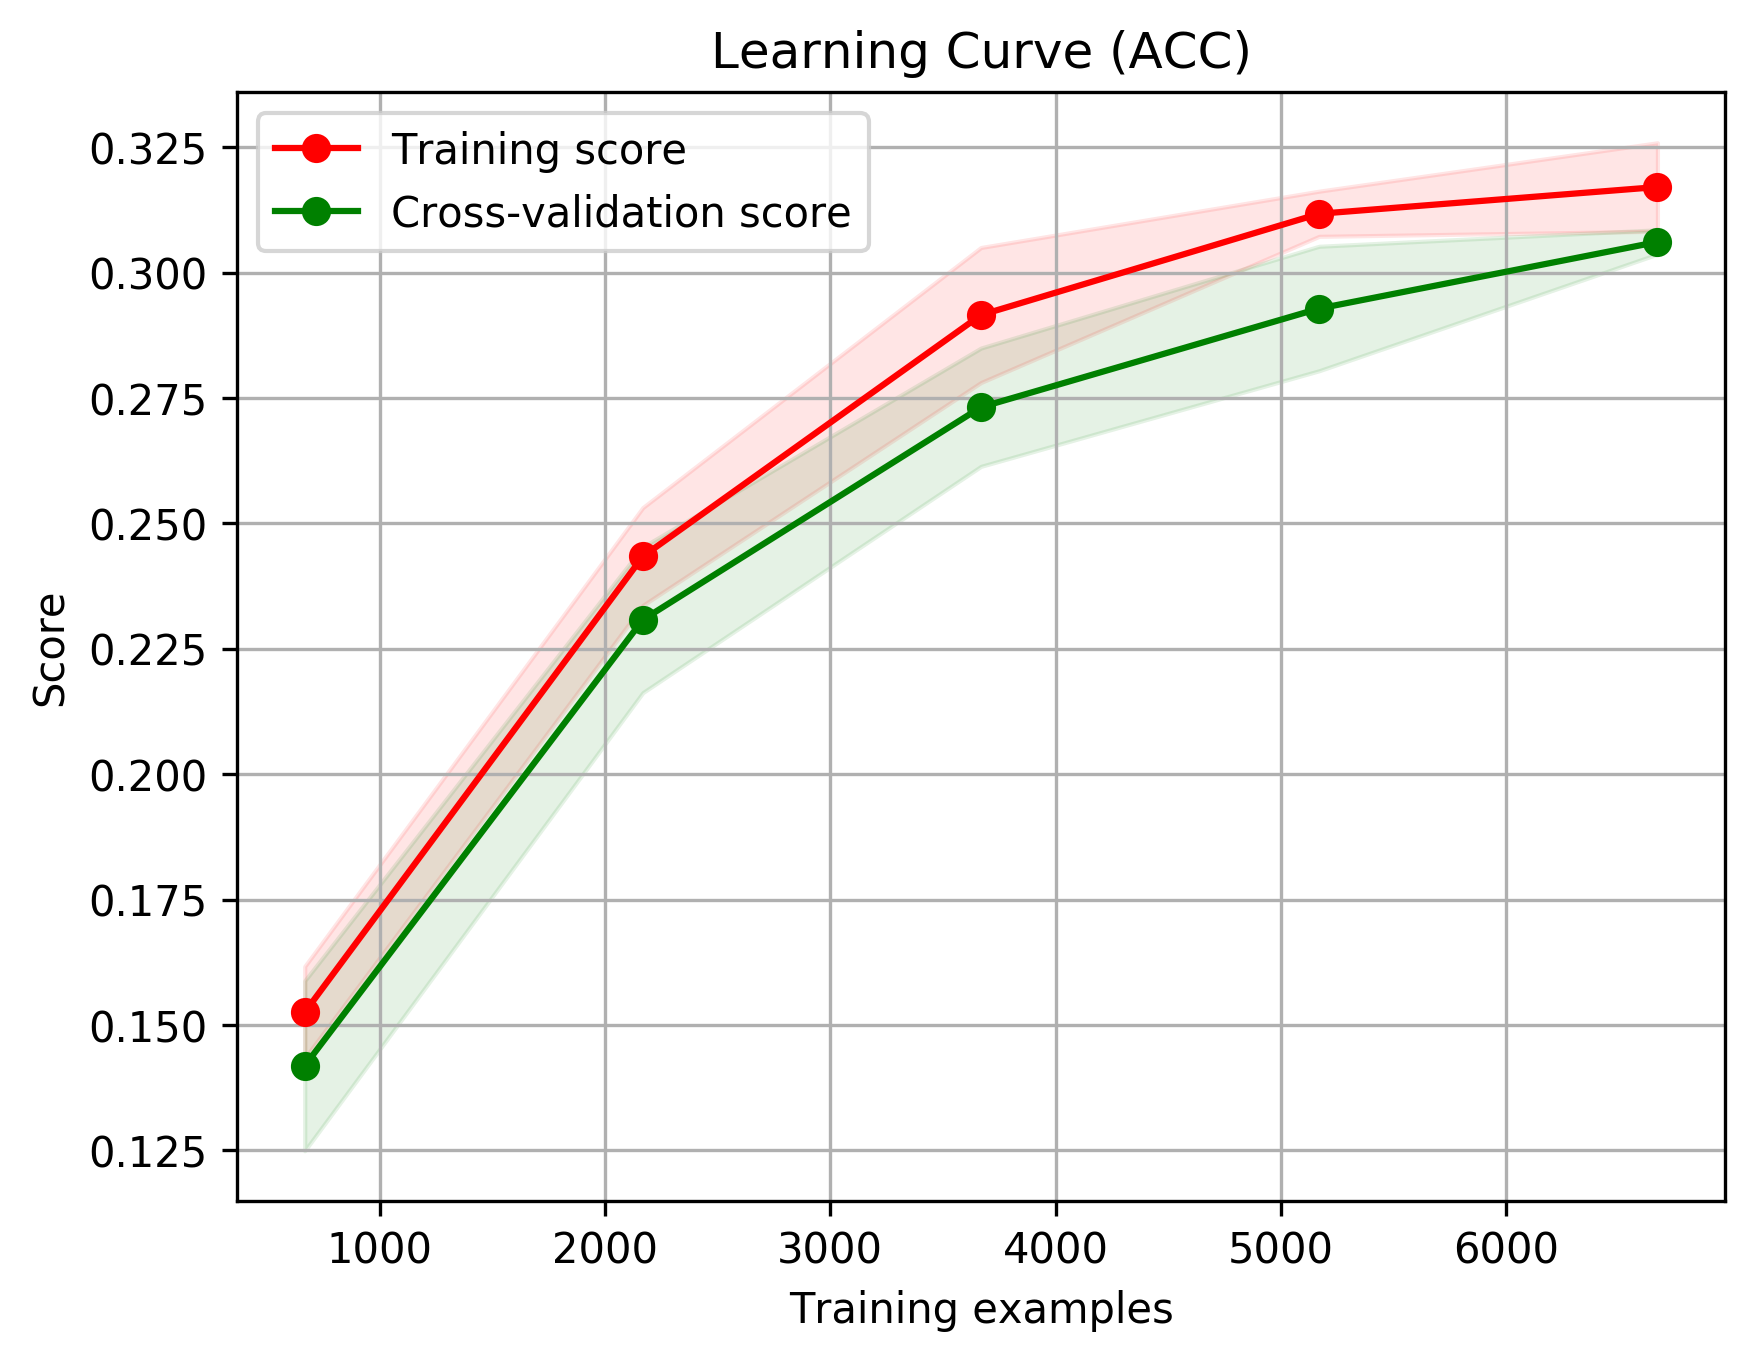 Learning Curve (ACC)
Training score
Cross-validation score
0.325
0.300
0.275
0.250
0.225
0.200
0.175
0.150
0.125
Score
1000 2000 3000 4000 5000 6000
Training examples